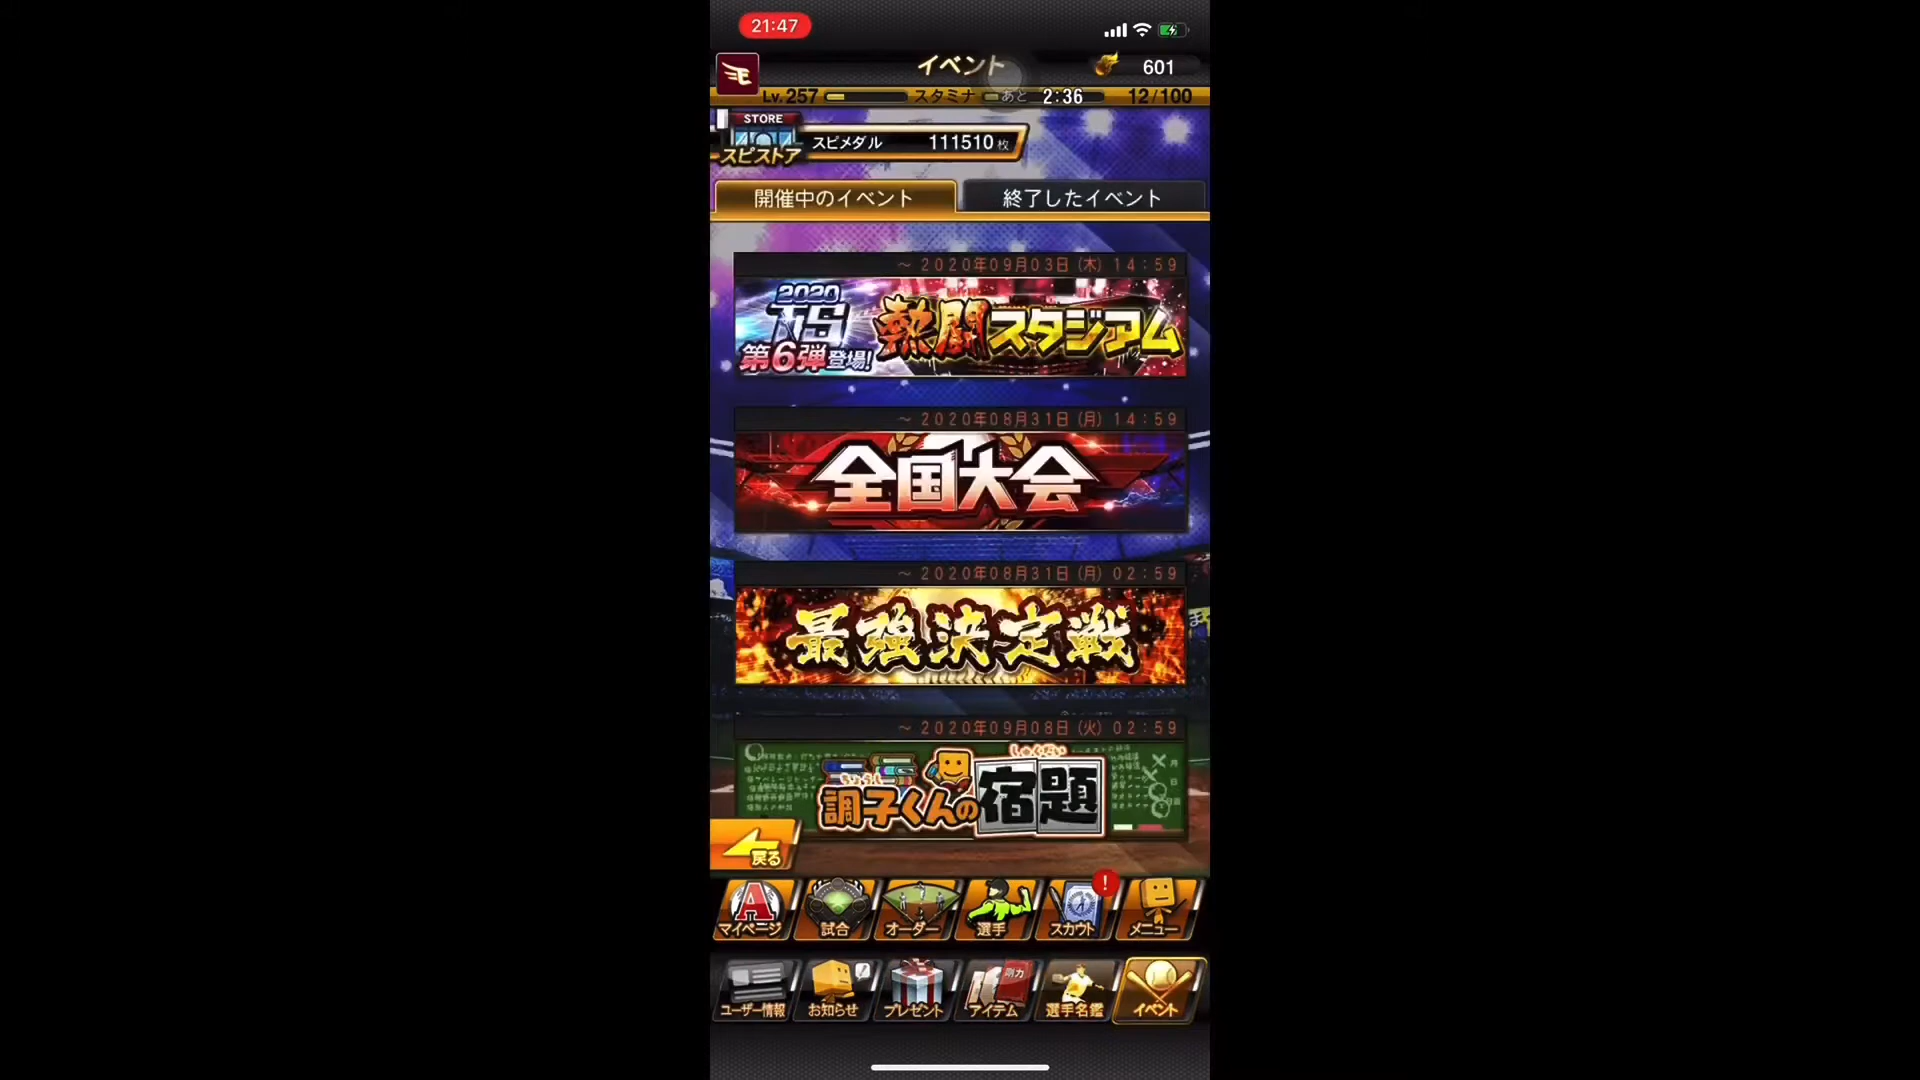 21:47
イベント
601
Lv.257
スタミナ
あと 2:36
12/100
STORE
スピストア
スピメダル 111510枚
開催中のイベント
終了したイベント
～ 2020年09月03日(木) 14:59
2020
TS
第6弾登場!
熱闘スタジアム
～ 2020年08月31日(月) 14:59
全国大会
～ 2020年08月31日(月) 02:59
最強決定戦
～ 2020年09月08日(火) 02:59
しゅくだい
調子くんの宿題
戻る
マイページ
試合
オーダー
選手
スカウト
!
メニュー
ユーザー情報
お知らせ
プレゼント
アイテム
選手名鑑
イベント